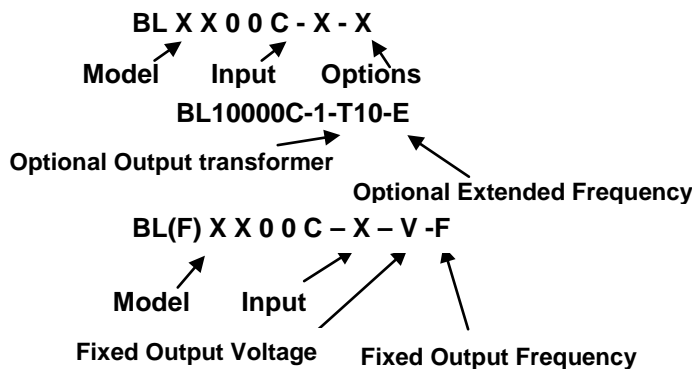 BL X X 0 0 C - X - X
Model Input Options
BL10000C-1-T10-E
Optional Output transformer
Optional Extended Frequency
BL(F) X X 0 0 C – X – V -F
Model Input
Fixed Output Voltage Fixed Output Frequency